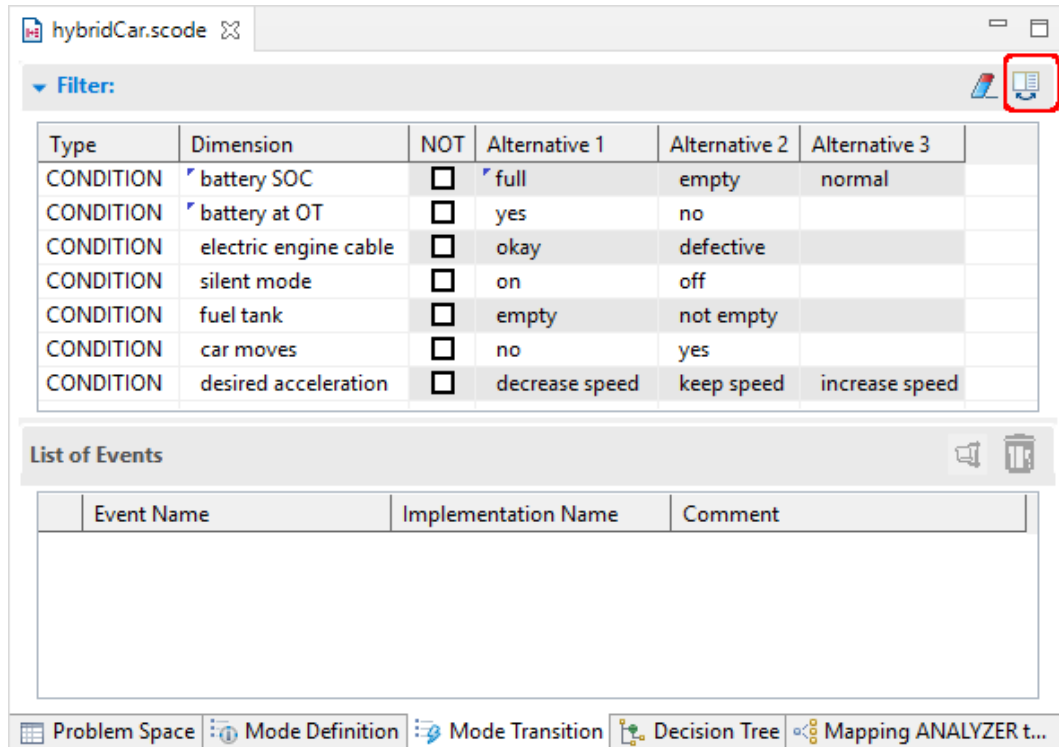 hybridCar.scode
Filter:
Type Dimension NOT Alternative 1 Alternative 2 Alternative 3
CONDITION battery SOC full empty normal
CONDITION battery at OT yes no
CONDITION electric engine cable okay defective
CONDITION silent mode on off
CONDITION fuel tank empty not empty
CONDITION car moves no yes
CONDITION desired acceleration decrease speed keep speed increase speed
List of Events
Event Name Implementation Name Comment
Problem Space Mode Definition Mode Transition Decision Tree Mapping ANALYZER t...